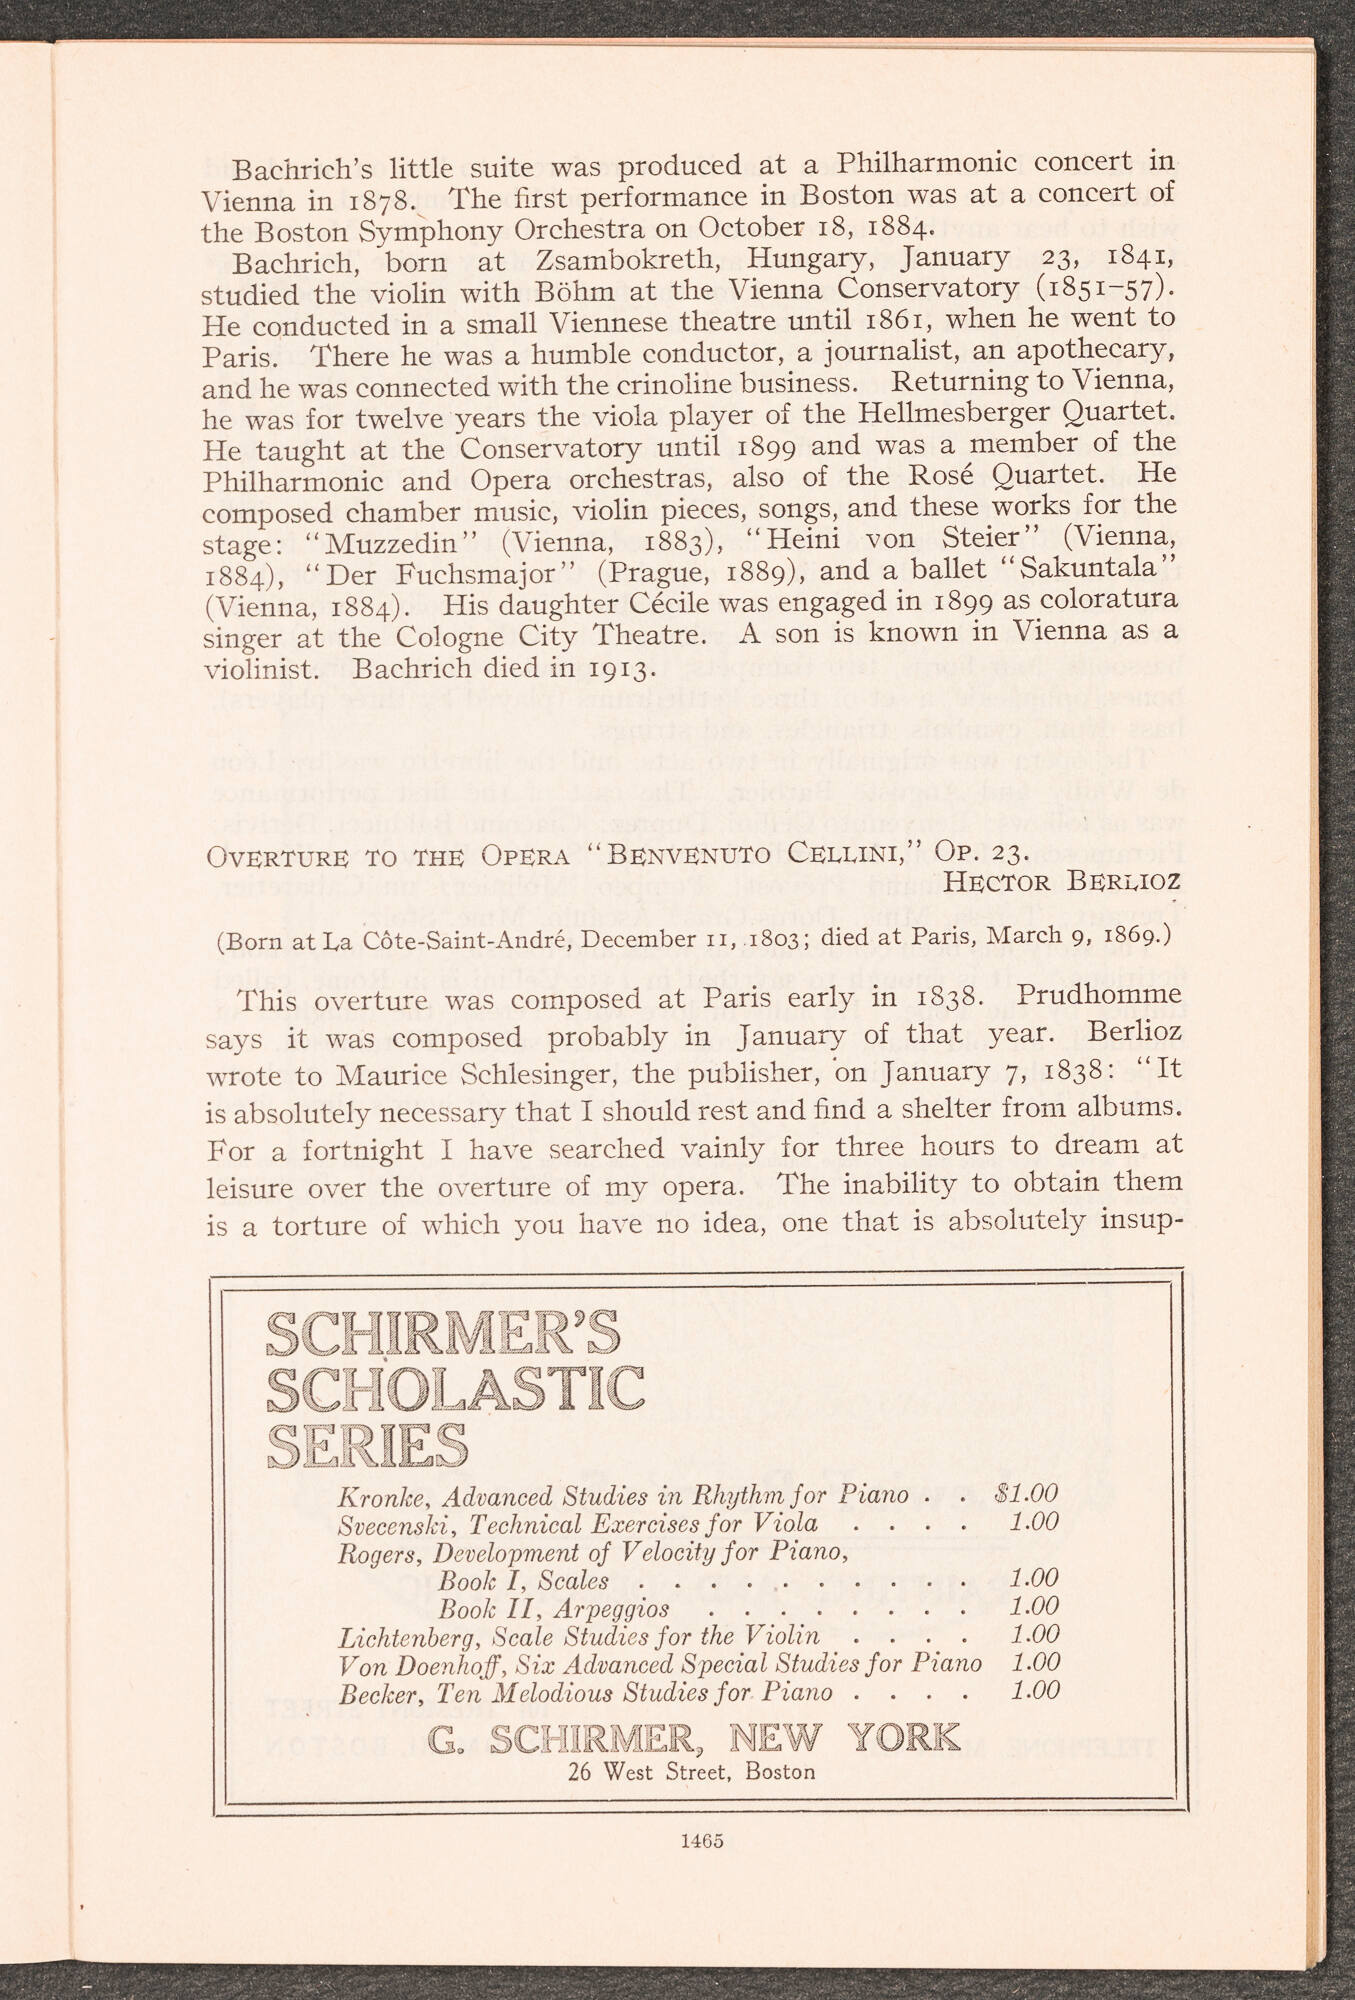 Bachrich's little suite was produced at a Philharmonic concert in
Vienna in 1878. The first performance in Boston was at a concert of
the Boston Symphony Orchestra on October 18, 1884.
Bachrich, born at Zsambokreth, Hungary, January 23, 1841,
studied the violin with Böhm at the Vienna Conservatory (1851–57).
He conducted in a small Viennese theatre until 1861, when he went to
Paris. There he was a humble conductor, a journalist, an apothecary,
and he was connected with the crinoline business. Returning to Vienna,
he was for twelve years the viola player of the Hellmesberger Quartet.
He taught at the Conservatory until 1899 and was a member of the
Philharmonic and Opera orchestras, also of the Rosé Quartet. He
composed chamber music, violin pieces, songs, and these works for the
stage: "Muzzedin" (Vienna, 1883), "Heini von Steier" (Vienna,
1884), "Der Fuchsmajor" (Prague, 1889), and a ballet "Sakuntala"
(Vienna, 1884). His daughter Cécile was engaged in 1899 as coloratura
singer at the Cologne City Theatre. A son is known in Vienna as a
violinist. Bachrich died in 1913.
OVERTURE TO THE OPERA "BENVENUTO CELLINI," OP. 23.
HECTOR BERLIOZ
(Born at La Côte-Saint-André, December 11, 1803; died at Paris, March 9, 1869.)
This overture was composed at Paris early in 1838. Prudhomme
says it was composed probably in January of that year. Berlioz
wrote to Maurice Schlesinger, the publisher, on January 7, 1838: "It
is absolutely necessary that I should rest and find a shelter from albums.
For a fortnight I have searched vainly for three hours to dream at
leisure over the overture of my opera. The inability to obtain them
is a torture of which you have no idea, one that is absolutely insup-
SCHIRMER'S
SCHOLASTIC
SERIES
Kronke, Advanced Studies in Rhythm for Piano . . $1.00
Svecenski, Technical Exercises for Viola . . . . 1.00
Rogers, Development of Velocity for Piano,
Book I, Scales . . . . . . . . . . 1.00
Book II, Arpeggios . . . . . . . . 1.00
Lichtenberg, Scale Studies for the Violin . . . . 1.00
Von Doenhoff, Six Advanced Special Studies for Piano 1.00
Becker, Ten Melodious Studies for Piano . . . . 1.00
G. SCHIRMER, NEW YORK
26 West Street, Boston
1465